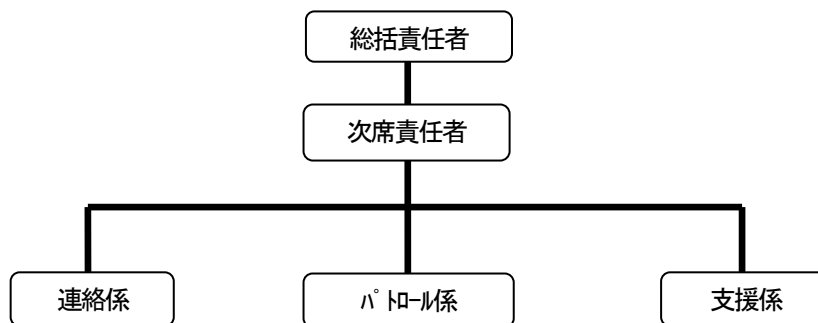 総括責任者
次席責任者
連絡係
ﾊﾟﾄﾛｰﾙ係
支援係